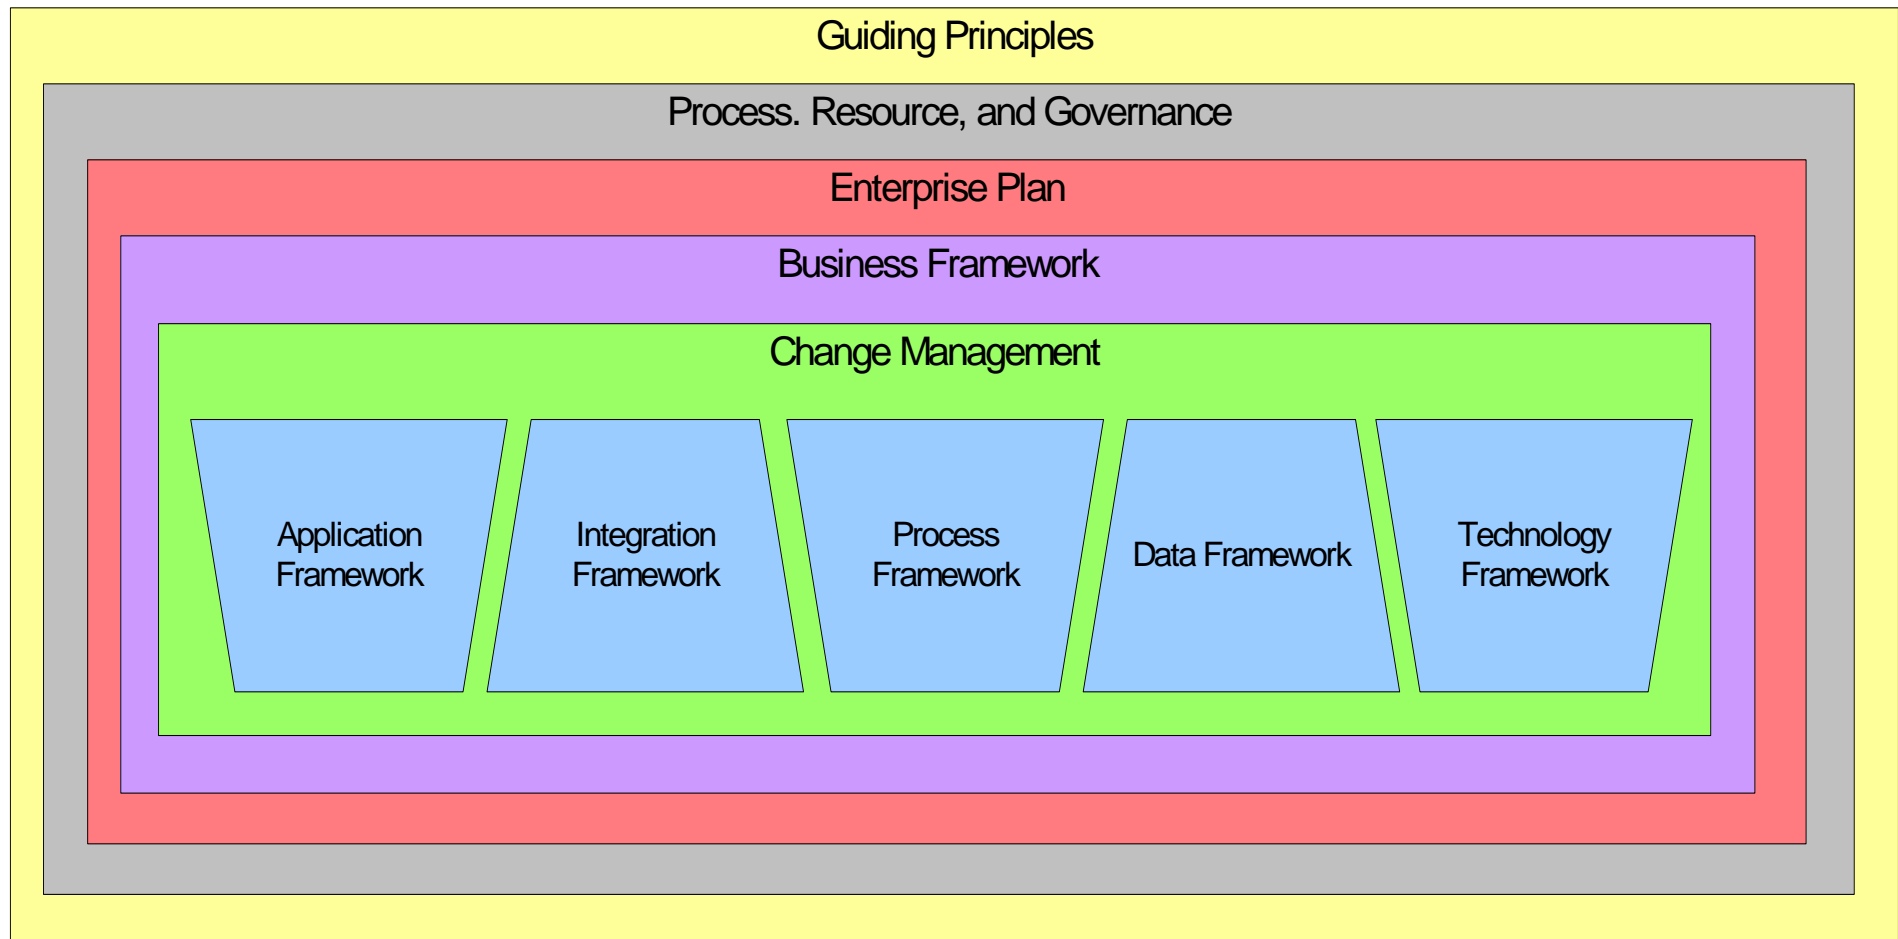 Guiding Principles
Process. Resource, and Governance
Enterprise Plan
Business Framework
Change Management
Application
Framework
Integration
Framework
Process
Framework
Data Framework
Technology
Framework